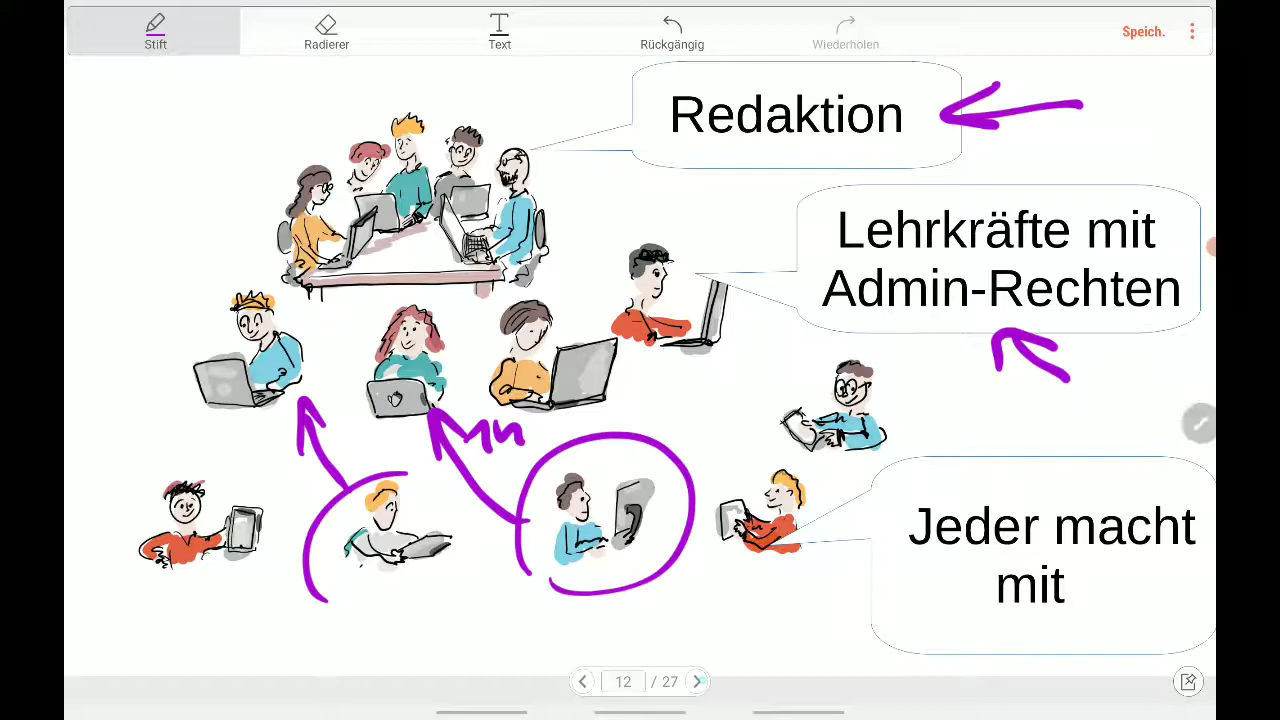 Stift
Radierer
Text
Rückgängig
Wiederholen
Speich.
Redaktion
Lehrkräfte mit
Admin-Rechten
Jeder macht
mit
12 / 27